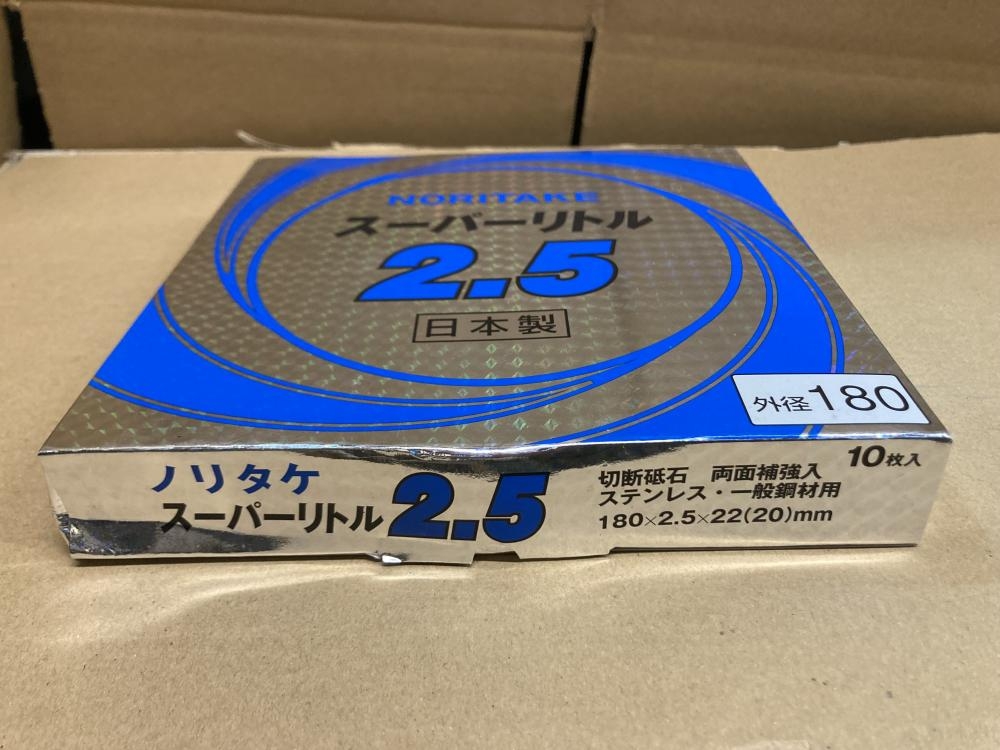 NORITAKE
スーパーリトル
2.5
日本製
外径180
ノリタケ
スーパーリトル2.5
切断砥石 両面補強入
10枚入
ステンレス・一般鋼材用
180×2.5×22(20)mm